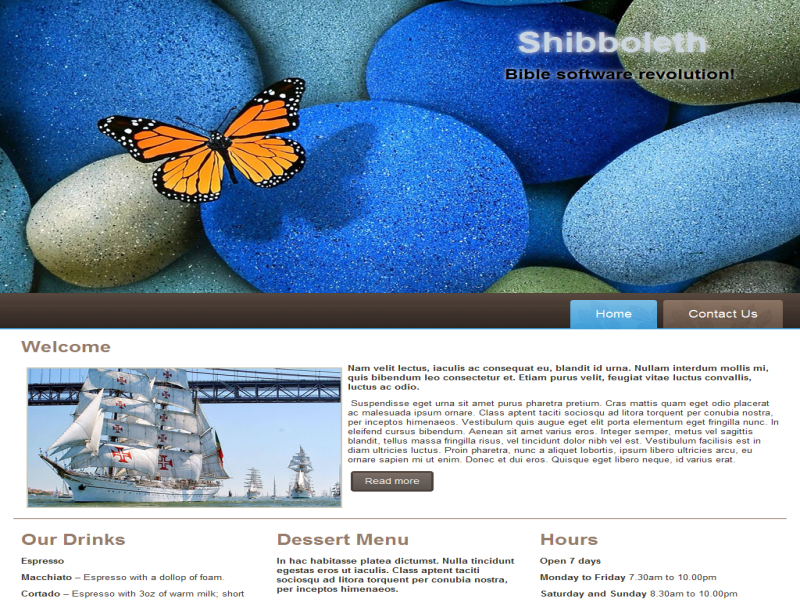 Shibboleth
Bible software revolution!
Home
Contact Us
Welcome
Nam velit lectus, iaculis ac consequat eu, blandit id urna. Nullam interdum mollis mi,
quis bibendum leo consectetur et. Etiam purus velit, feugiat vitae luctus convallis,
luctus ac odio.
Suspendisse eget urna sit amet purus pharetra pretium. Cras mattis quam eget odio placerat
ac malesuada ipsum ornare. Class aptent taciti sociosqu ad litora torquent per conubia nostra,
per inceptos himenaeos. Vestibulum quis augue eget elit porta elementum eget fringilla nunc. In
eleifend cursus bibendum. Aenean sit amet varius eros. Integer semper, metus vel sagittis
blandit, tellus massa fringilla risus, vel tincidunt dolor nibh vel est. Vestibulum facilisis est in
diam ultricies luctus. Proin pharetra, nunc a aliquet lobortis, ipsum libero ultricies arcu, eu
ornare sapien mi ut enim. Donec et dui eros. Quisque eget libero neque, id varius erat.
Read more
Our Drinks
Espresso
Macchiato – Espresso with a dollop of foam.
Cortado – Espresso with 3oz of warm milk; short
Dessert Menu
In hac habitasse platea dictumst. Nulla tincidunt
egestas eros ut iaculis. Class aptent taciti
sociosqu ad litora torquent per conubia nostra,
per inceptos himenaeos.
Hours
Open 7 days
Monday to Friday 7.30am to 10.00pm
Saturday and Sunday 8.30am to 10.00pm